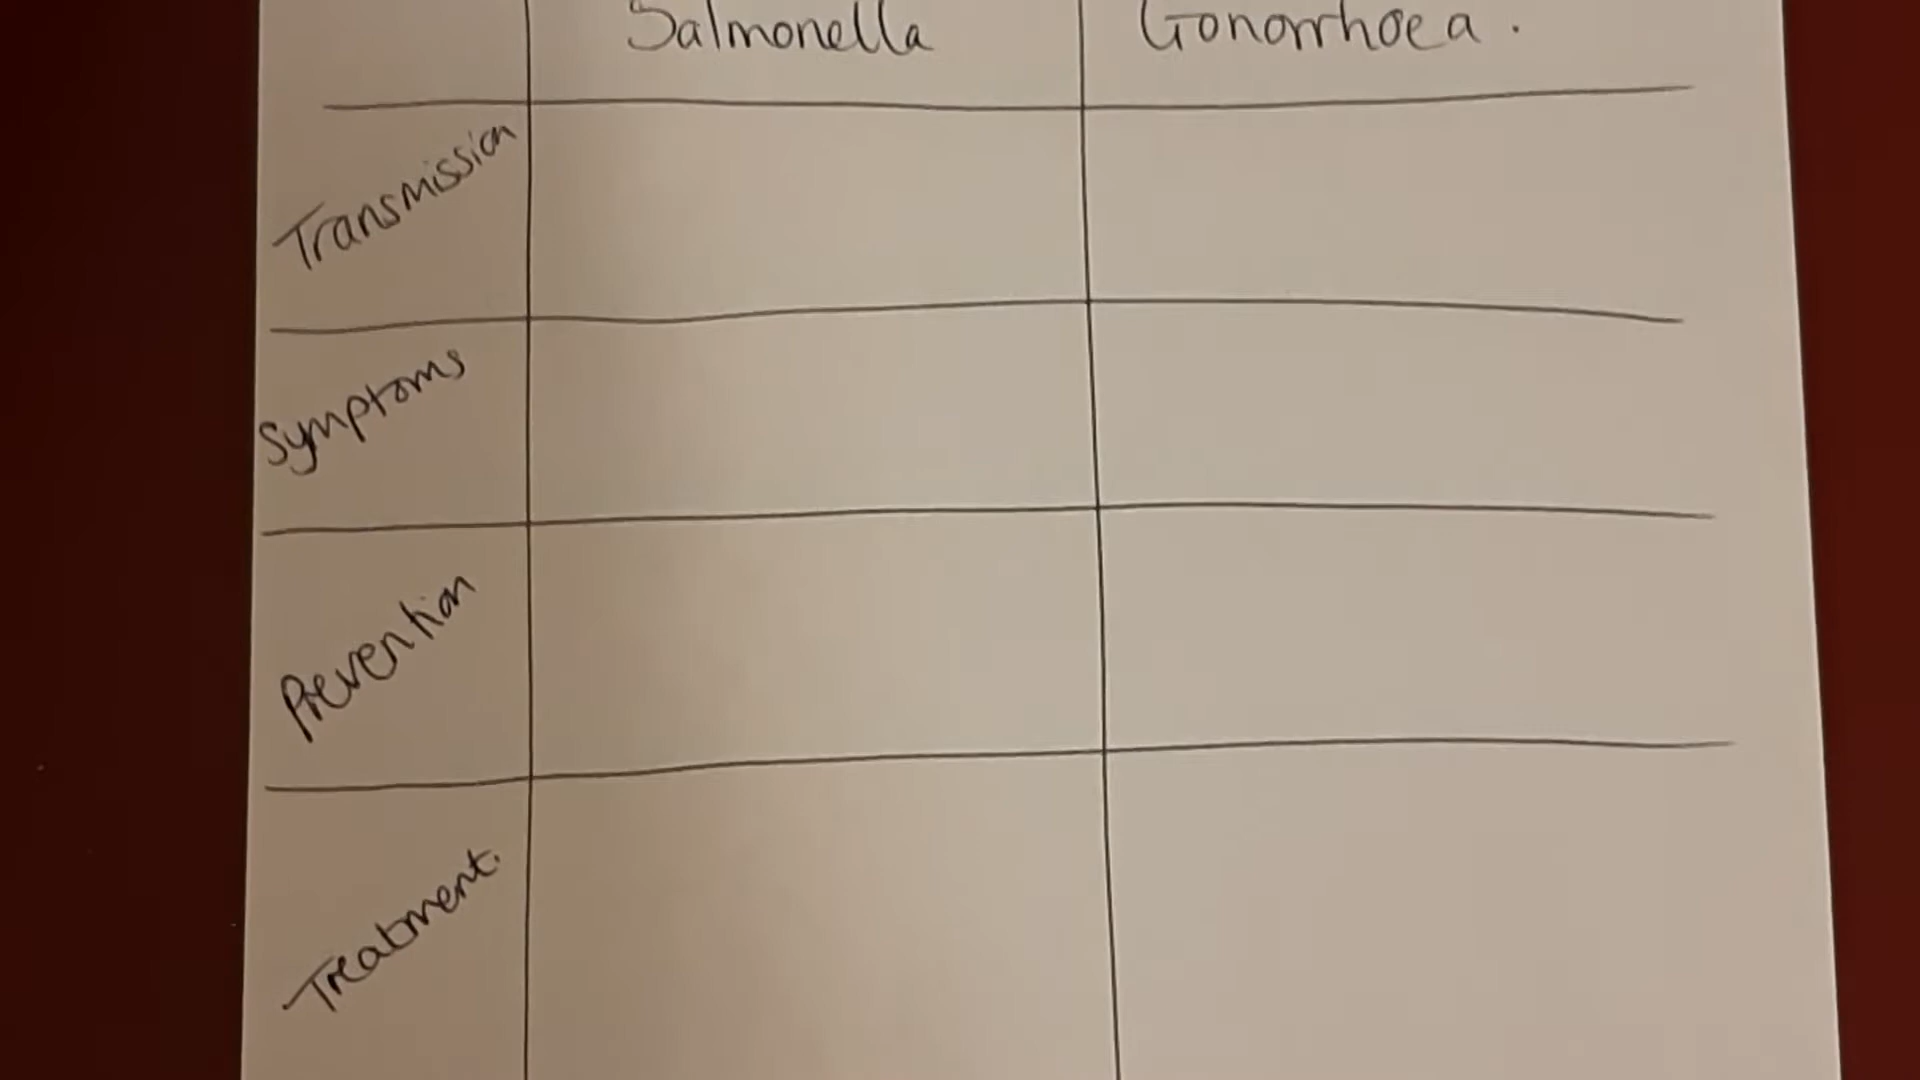 Salmonella Gonorrhoea.
Transmission
Symptoms
Prevention
Treatment.